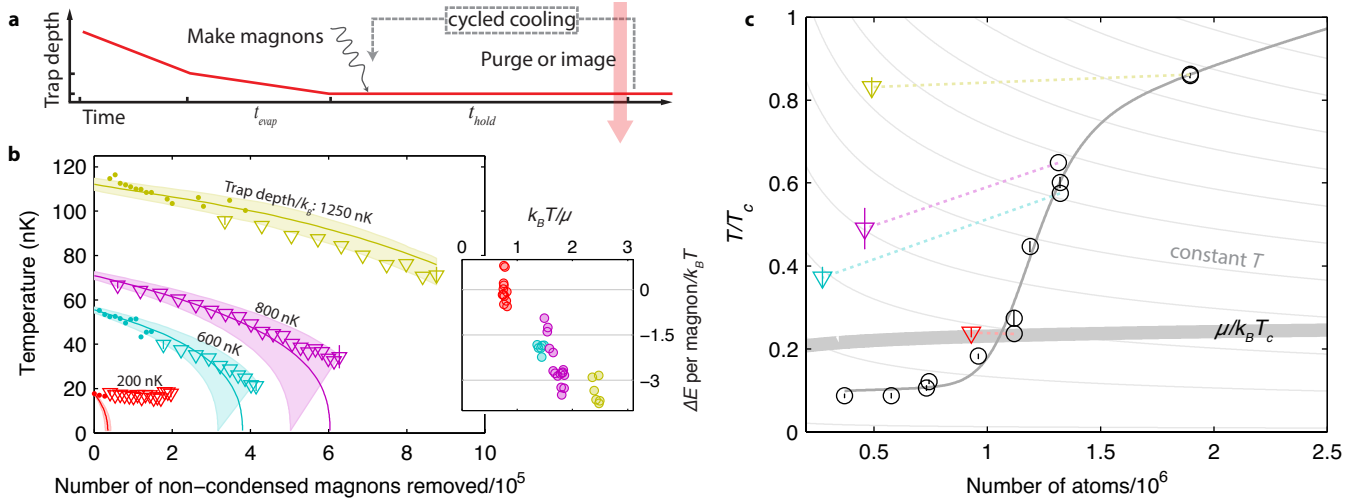 a
Trap depth
Make magnons
cycled cooling
Purge or image
Time
t_evap
t_hold
b
Temperature (nK)
120
100
80
60
40
20
0
Trap depth/k_B: 1250 nK
800 nK
600 nK
200 nK
0 2 4 6 8 10
Number of non−condensed magnons removed/10^5
k_BT/μ
0 1 2 3
0
−1.5
−3
ΔE per magnon/k_BT
c
T/T_c
1
0.8
0.6
0.4
0.2
0
constant T
μ/k_BT_c
0.5 1 1.5 2 2.5
Number of atoms/10^6